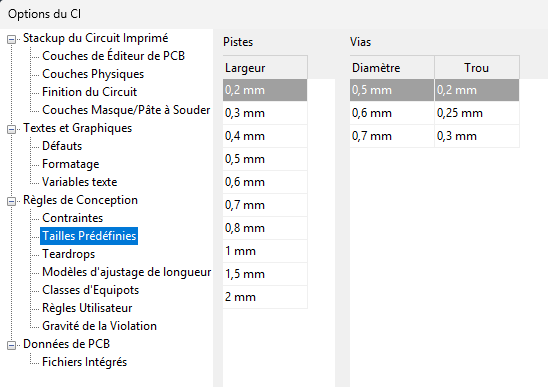 Options du CI
Stackup du Circuit Imprimé
Couches de Éditeur de PCB
Couches Physiques
Finition du Circuit
Couches Masque/Pâte à Souder
Textes et Graphiques
Défauts
Formatage
Variables texte
Règles de Conception
Contraintes
Tailles Prédéfinies
Teardrops
Modèles d'ajustage de longueur
Classes d'Equipots
Règles Utilisateur
Gravité de la Violation
Données de PCB
Fichiers Intégrés
Pistes
Largeur
0,2 mm
0,3 mm
0,4 mm
0,5 mm
0,6 mm
0,7 mm
0,8 mm
1 mm
1,5 mm
2 mm
Vias
Diamètre Trou
0,5 mm 0,2 mm
0,6 mm 0,25 mm
0,7 mm 0,3 mm